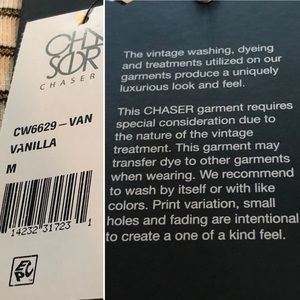 CHA
SER
CHASER
CW6629-VAN
VANILLA
M
14232 31723 1
The vintage washing, dyeing
and treatments utilized on our
garments produce a uniquely
luxurious look and feel.
This CHASER garment requires
special consideration due to
the nature of the vintage
treatment. This garment may
transfer dye to other garments
when wearing. We recommend
to wash by itself or with like
colors. Print variation, small
holes and fading are intentional
to create a one of a kind feel.